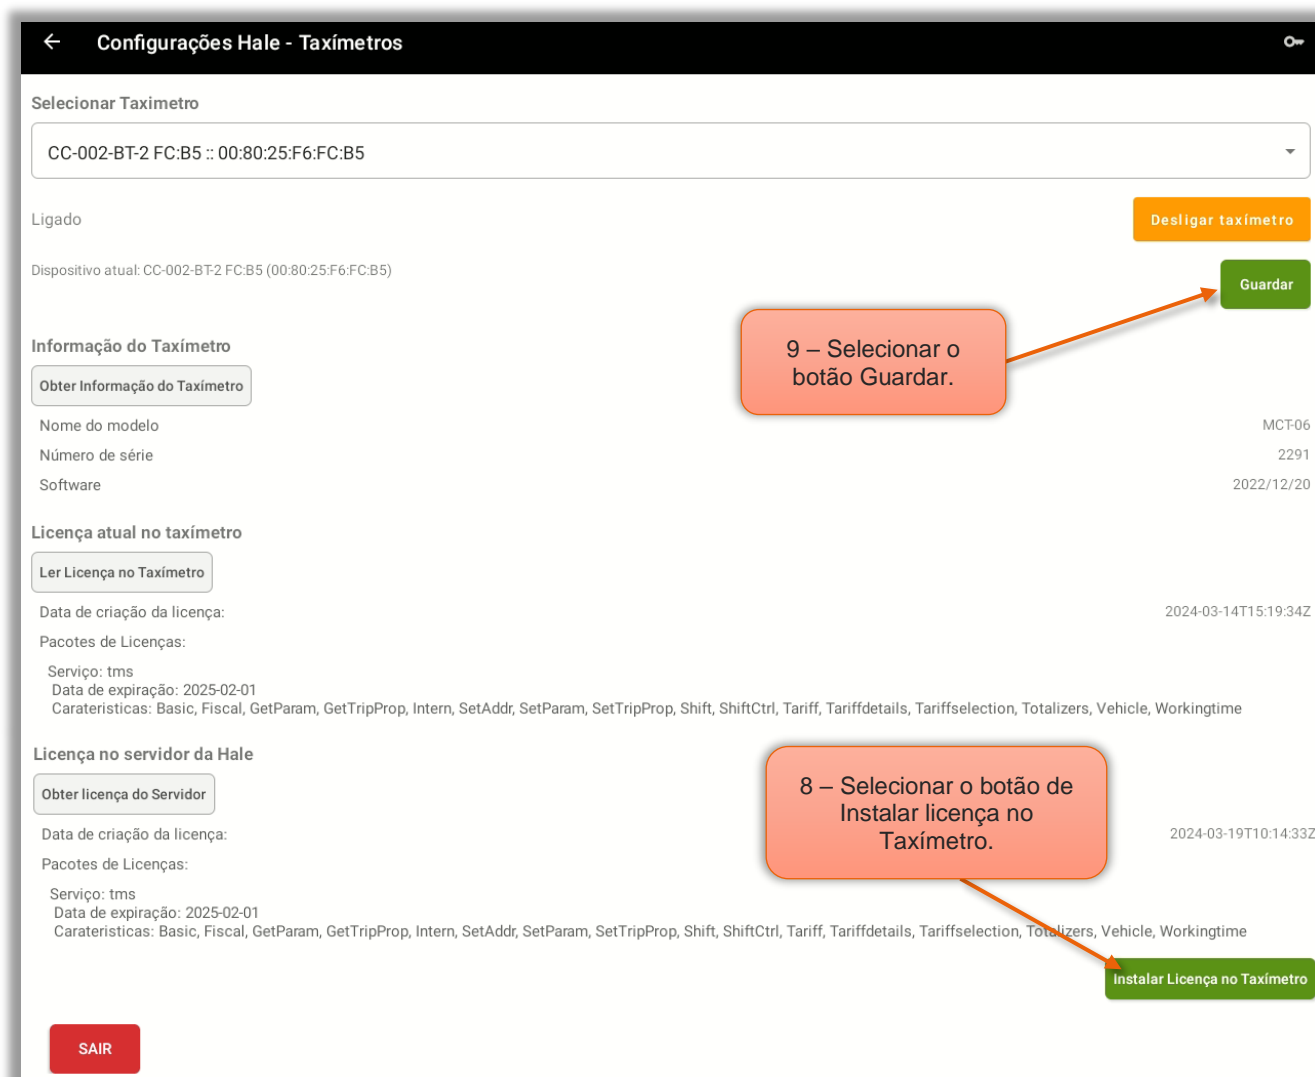 Configurações Hale - Taxímetros
Selecionar Taximetro
CC-002-BT-2 FC:B5 :: 00:80:25:F6:FC:B5
Ligado
Desligar taxímetro
Dispositivo atual: CC-002-BT-2 FC:B5 (00:80:25:F6:FC:B5)
Guardar
9 – Selecionar o
botão Guardar.
Informação do Taxímetro
Obter Informação do Taxímetro
Nome do modelo
MCT-06
Número de série
2291
Software
2022/12/20
Licença atual no taxímetro
Ler Licença no Taxímetro
Data de criação da licença:
2024-03-14T15:19:34Z
Pacotes de Licenças:
Serviço: tms
Data de expiração: 2025-02-01
Carateristicas: Basic, Fiscal, GetParam, GetTripProp, Intern, SetAddr, SetParam, SetTripProp, Shift, ShiftCtrl, Tariff, Tariffdetails, Tariffselection, Totalizers, Vehicle, Workingtime
Licença no servidor da Hale
Obter licença do Servidor
8 – Selecionar o botão de
Instalar licença no
Taxímetro.
Data de criação da licença:
2024-03-19T10:14:33Z
Pacotes de Licenças:
Serviço: tms
Data de expiração: 2025-02-01
Carateristicas: Basic, Fiscal, GetParam, GetTripProp, Intern, SetAddr, SetParam, SetTripProp, Shift, ShiftCtrl, Tariff, Tariffdetails, Tariffselection, Totalizers, Vehicle, Workingtime
Instalar Licença no Taxímetro
SAIR